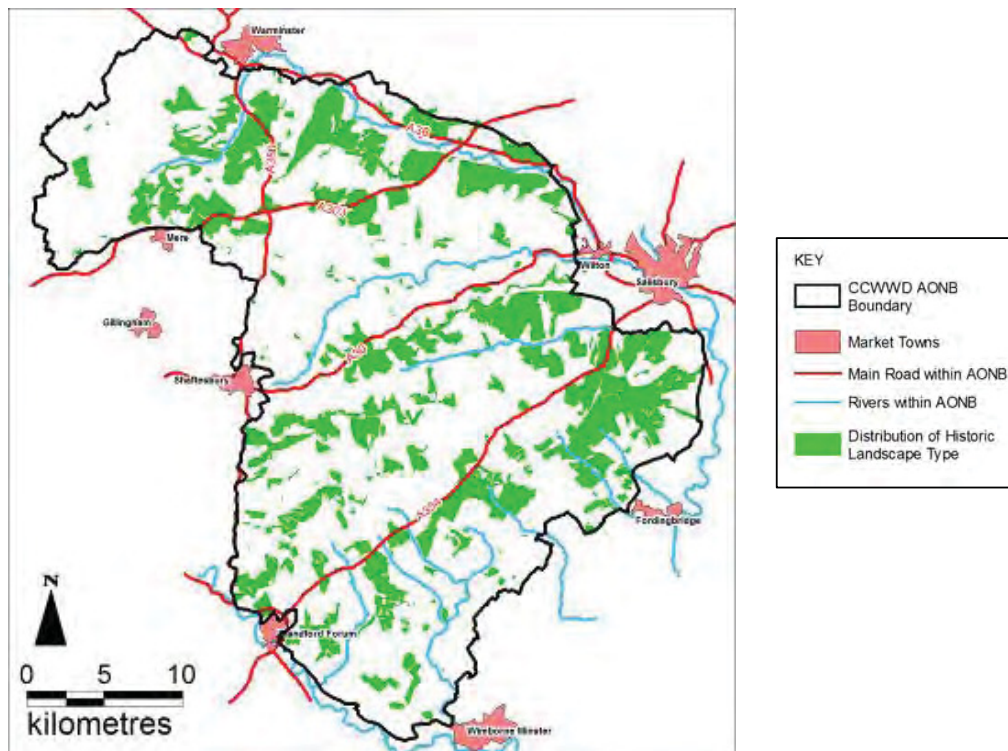 Warminster
A36
A350
A303
Mere
Wilton
Salisbury
Gillingham
A30
Shaftesbury
A354
Fordingbridge
Blandford Forum
Wimborne Minster
N
0 5 10
kilometres
KEY
CCWWD AONB
Boundary
Market Towns
Main Road within AONB
Rivers within AONB
Distribution of Historic
Landscape Type